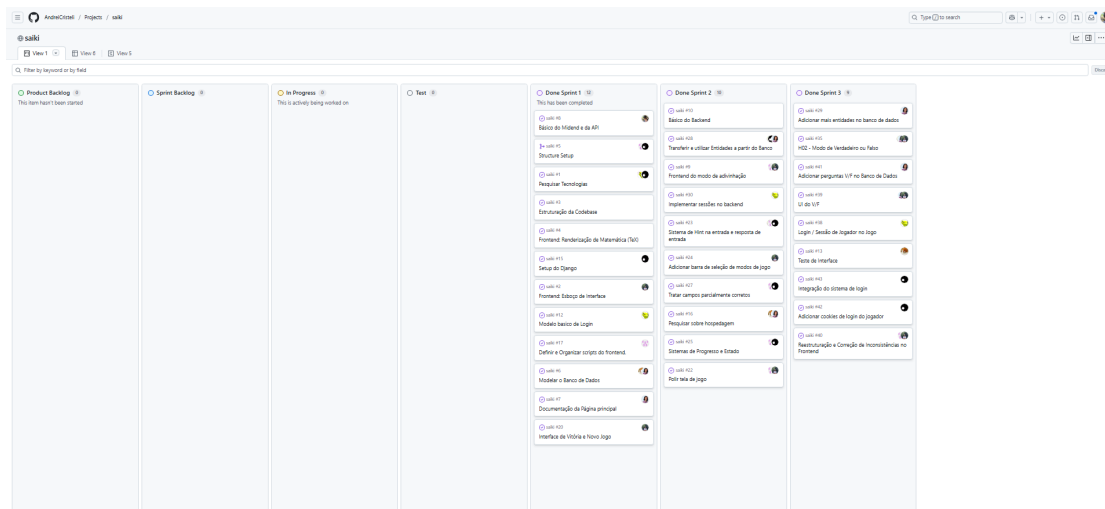 AndreiCristeli / Projects / saiki
Type / to search
saiki
View 1
View 8
View 5
Filter by keyword or by field
Product Backlog 0
This item hasn't been started
Sprint Backlog 0
In Progress 0
This is actively being worked on
Test 0
Done Sprint 1 12
This has been completed
saiki #8
Básico do Midend e da API
saiki #5
Structure Setup
saiki #1
Pesquisar Tecnologias
saiki #3
Estruturação da Codebase
saiki #4
Frontend: Renderização de Matemática (TeX)
saiki #15
Setup do Django
saiki #2
Frontend: Esboço de Interface
saiki #12
Modelo basico de Login
saiki #17
Definir e Organizar scripts do frontend.
saiki #6
Modelar o Banco de Dados
saiki #7
Documentação da Página principal
saiki #20
Interface de Vitória e Novo Jogo
Done Sprint 2 10
saiki #10
Básico do Backend
saiki #26
Transferir e utilizar Entidades a partir do Banco
saiki #9
Frontend do modo de adivinhação
saiki #30
Implementar sessões no backend
saiki #23
Sistema de Hint na entrada e resposta de
entrada
saiki #24
Adicionar barra de seleção de modos de jogo
saiki #27
Tratar campos parcialmente corretos
saiki #16
Pesquisar sobre hospedagem
saiki #25
Sistemas de Progresso e Estado
saiki #22
Polir tela de jogo
Done Sprint 3 9
saiki #29
Adicionar mais entidades no banco de dados
saiki #35
H02 - Modo de Verdadeiro ou Falso
saiki #41
Adicionar perguntas V/F no Banco de Dados
saiki #39
UI do V/F
saiki #38
Login / Sessão de Jogador no Jogo
saiki #13
Teste de Interface
saiki #43
Integração do sistema de login
saiki #42
Adicionar cookies de login do jogador
saiki #40
Reestruturação e Correção de Inconsistências no
Frontend